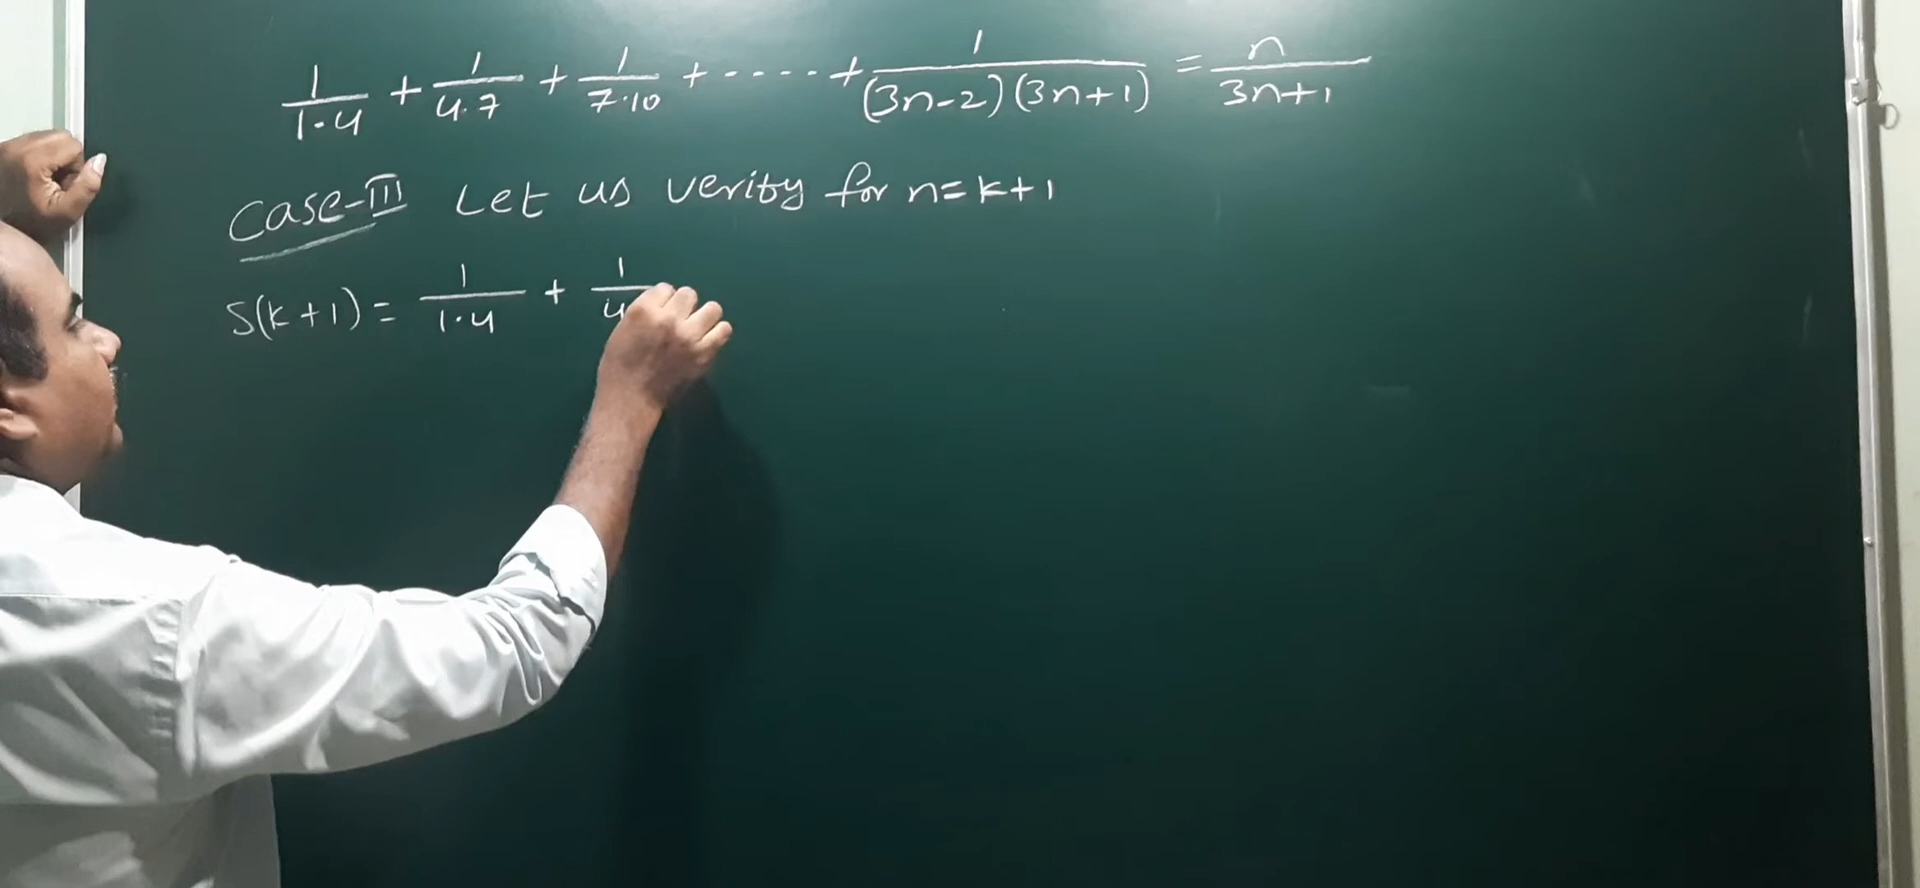 1/1·4 + 1/4·7 + 1/7·10 + ····· + 1/(3n-2)(3n+1) = n/3n+1
Case-III Let us verity for n=k+1
S(k+1) = 1/1·4 + 1/4